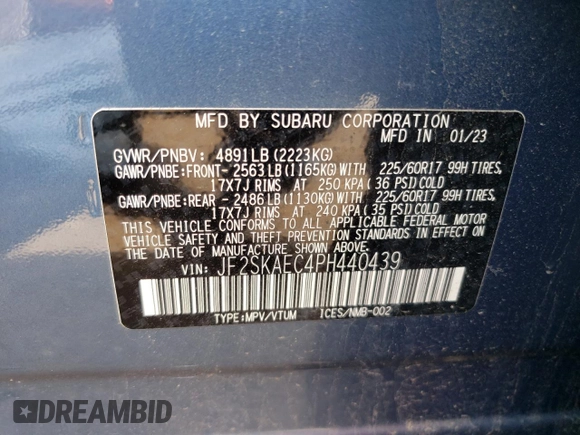 MFD BY SUBARU CORPORATION
MFD IN 01/23
GVWR/PNBV: 4891LB(2223KG)
GAWR/PNBE:FRONT-2563LB(1165KG)WITH 225/60R17 99H TIRES,
17X7J RIMS AT 250 KPA(36 PSI)COLD
GAWR/PNBE:REAR -2486LB(1130KG)WITH 225/60R17 99H TIRES,
17X7J RIMS AT 240 KPA(35 PSI)COLD
THIS VEHICLE CONFORMS TO ALL APPLICABLE FEDERAL MOTOR
VEHICLE SAFETY AND BUMPER STANDARDS IN EFFECT ON
THE DATE OF MANUFACTURE SHOWN ABOVE.
VIN: JF2SKAEC4PH440439
TYPE:MPV/VTUM ICES/NMB-002
DREAMBID